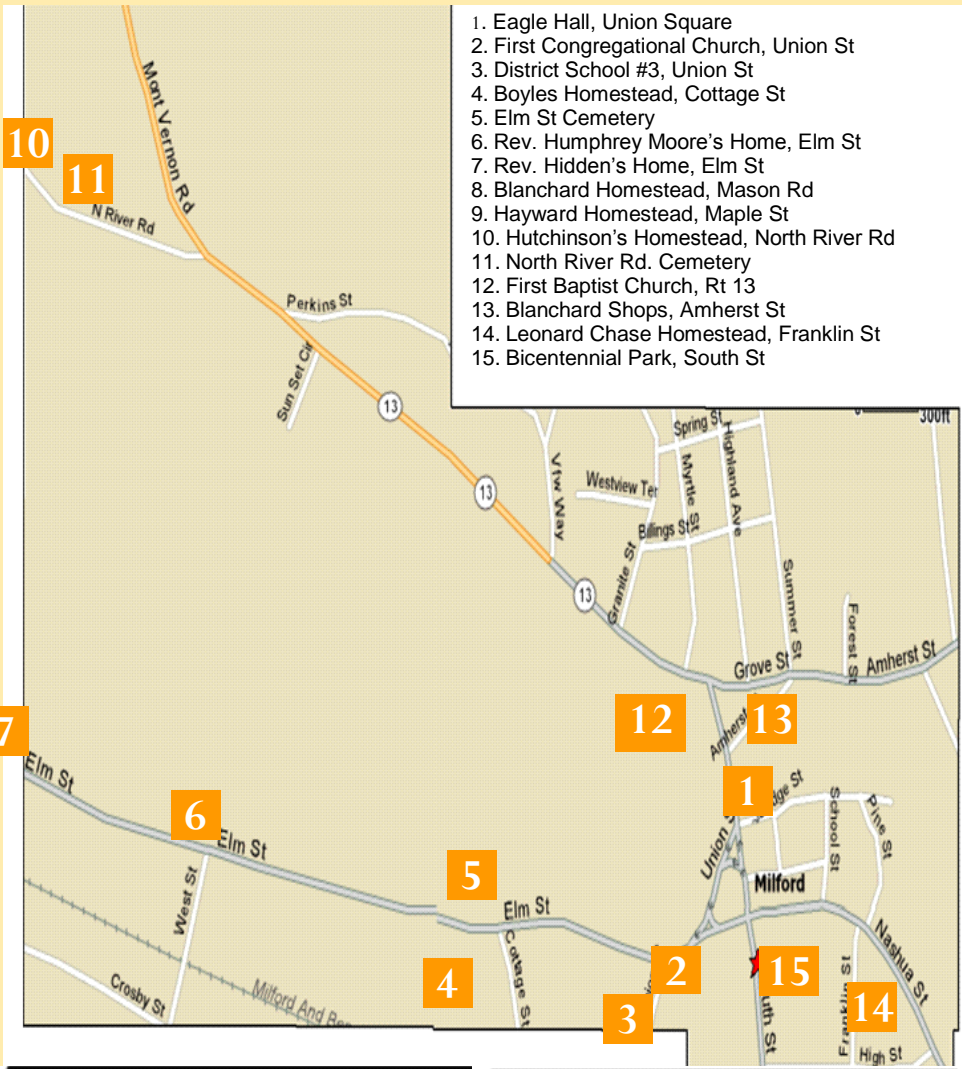 1. Eagle Hall, Union Square
2. First Congregational Church, Union St
3. District School #3, Union St
4. Boyles Homestead, Cottage St
5. Elm St Cemetery
6. Rev. Humphrey Moore's Home, Elm St
7. Rev. Hidden's Home, Elm St
8. Blanchard Homestead, Mason Rd
9. Hayward Homestead, Maple St
10. Hutchinson's Homestead, North River Rd
11. North River Rd. Cemetery
12. First Baptist Church, Rt 13
13. Blanchard Shops, Amherst St
14. Leonard Chase Homestead, Franklin St
15. Bicentennial Park, South St
Mont Vernon Rd
10
11
N River Rd
Perkins St
Sun Set Cir
13
300ft
Spring St
Highland Ave
Myrtle St
Vfw Way
Westview Ter
Billings St
13
Granite St
Summer St
13
Forest St
Grove St
Amherst St
12
Amherst
13
7
Elm St
1
6
Elm St
Union
School St
Pine St
5
Milford
Elm St
West St
Cottage St
Nashua St
2
15
4
Crosby St
Milford And
Franklin St
14
3
High St